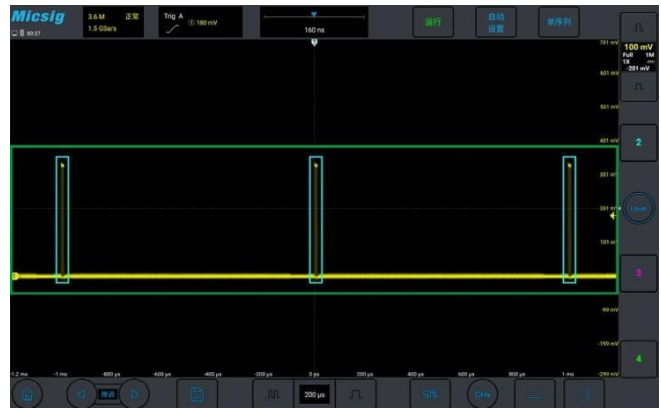 Micsig
3.6 M 正常
1.5 GSa/s
Trig A ① 180 mV
160 ns
运行
自动
设置
单序列
00:27
100 mV
Full 1M
1X
-201 mV
701 mV
601 mV
501 mV
401 mV
301 mV
201 mV
101 mV
-99 mV
-199 mV
-299 mV
2
Level
3
4
-1.2 ms -1 ms -800 μs -600 μs -400 μs -200 μs 0 ps 200 μs 400 μs 600 μs 800 μs 1 ms
微调
200 μs
50%
CHx